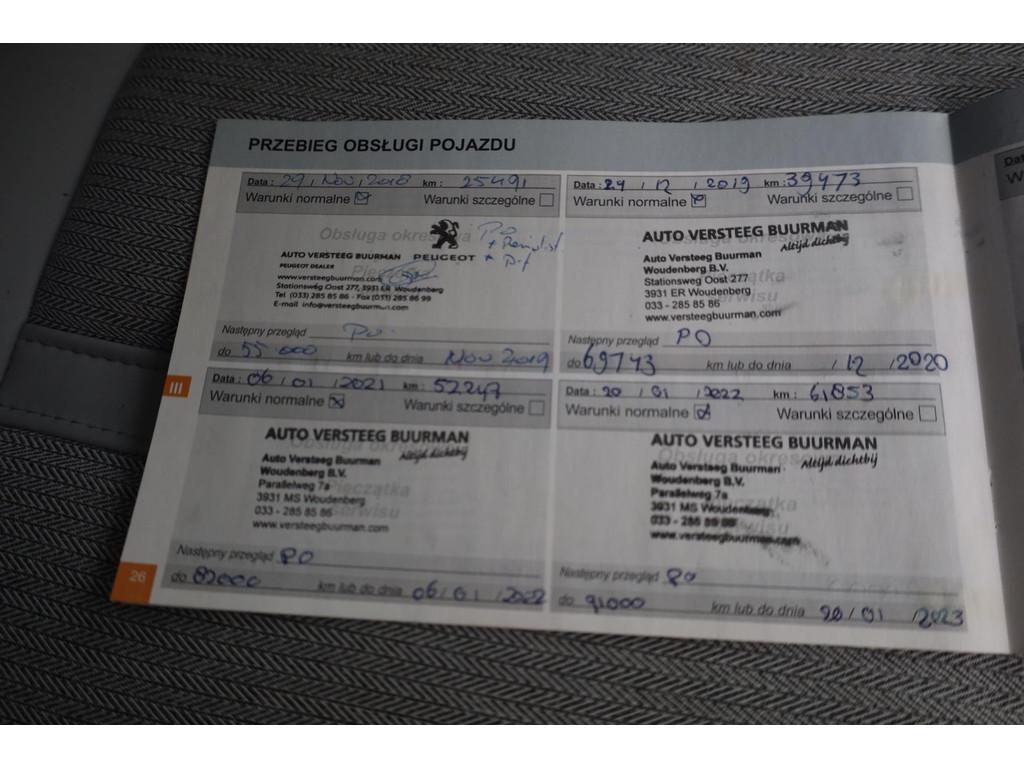 PRZEBIEG OBSŁUGI POJAZDU
Data : 29 / Nov / 2018 km : 25491
Warunki normalne Warunki szczególne
Obsługa okresowa
PO
AUTO VERSTEEG BUURMAN PEUGEOT
PEUGEOT DEALER
www.versteegbuurman.com
Stationsweg Oost 277, 3931 ER Woudenberg
Tel (033) 285 85 86 - Fax (033) 285 86 99
E-mail info@versteegbuurman.com
Następny przegląd PO
do 55000 km lub do dnia Nov 2019
Data : 24 / 12 / 2019 km : 39473
Warunki normalne Warunki szczególne
AUTO VERSTEEG BUURMAN
Altijd dichtbij
Auto Versteeg Buurman
Woudenberg B.V.
Stationsweg Oost 277
3931 ER Woudenberg
033 - 285 85 86
www.versteegbuurman.com
Następny przegląd PO
do 69743 km lub do dnia / 12 / 2020
III
Data : 06 / 01 / 2021 km : 52247
Warunki normalne Warunki szczególne
AUTO VERSTEEG BUURMAN
Altijd dichtbij
Auto Versteeg Buurman
Woudenberg B.V.
Parallelweg 7a
3931 MS Woudenberg
033 - 285 85 86
www.versteegbuurman.com
Następny przegląd PO
do 82000 km lub do dnia 06 / 01 / 2022
Data : 20 / 01 / 2022 km : 61853
Warunki normalne Warunki szczególne
AUTO VERSTEEG BUURMAN
Altijd dichtbij
Auto Versteeg Buurman
Woudenberg B.V.
Parallelweg 7a
3931 MS Woudenberg
033 - 285 85 86
www.versteegbuurman.com
Następny przegląd PO
do 91000 km lub do dnia 20 / 01 / 2023
26